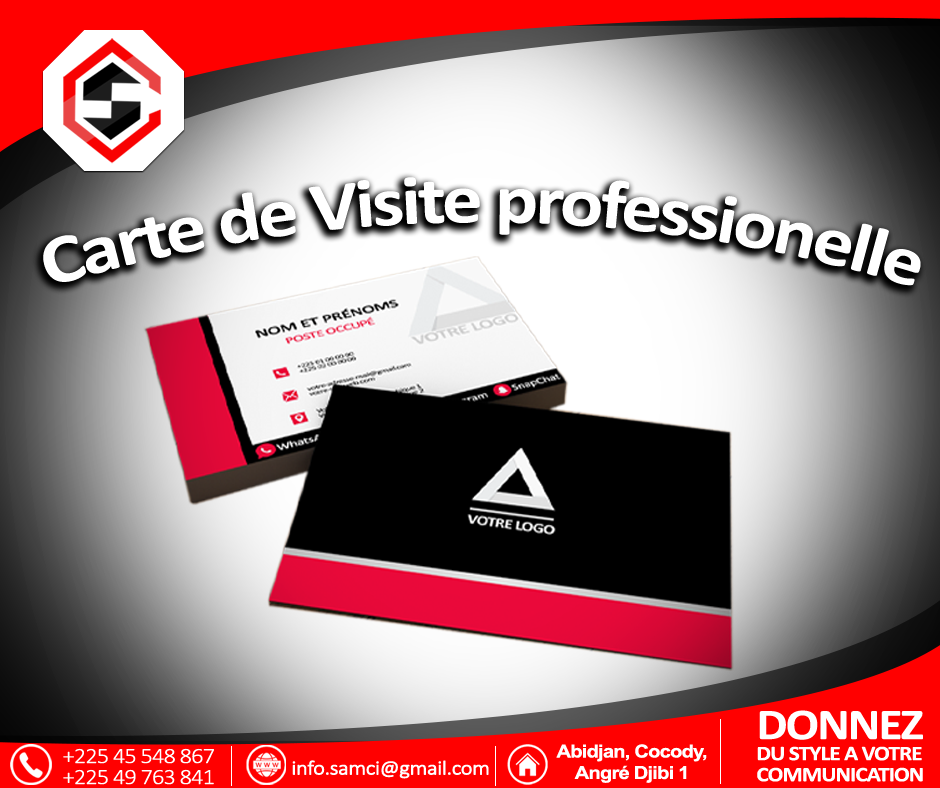 Carte de Visite professionelle
NOM ET PRÉNOMS
POSTE OCCUPÉ
VOTRE LOGO
SnapChat
VOTRE LOGO
+225 45 548 867
+225 49 763 841
www
info.samci@gmail.com
Abidjan, Cocody,
Angré Djibi 1
DONNEZ
DU STYLE A VOTRE
COMMUNICATION